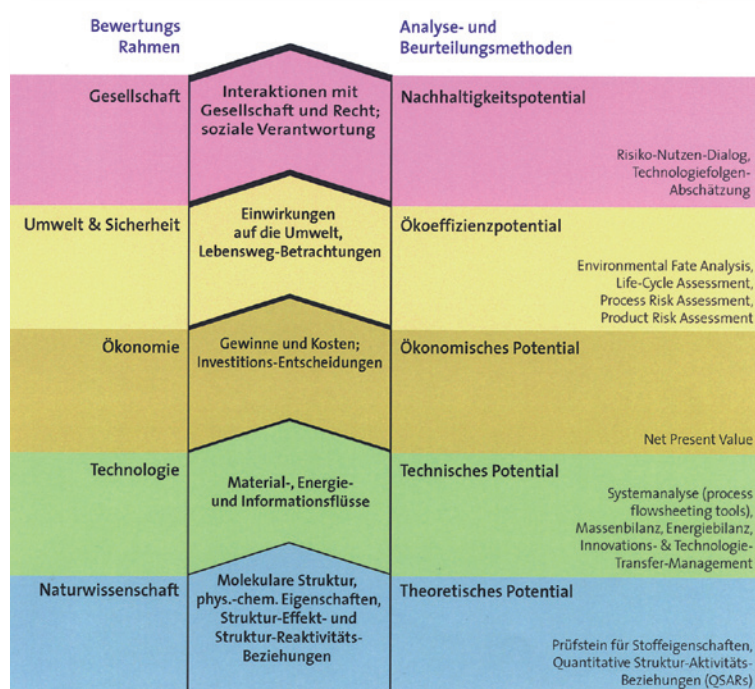 Bewertungs
Rahmen
Analyse- und
Beurteilungsmethoden
Gesellschaft
Interaktionen mit
Gesellschaft und Recht;
soziale Verantwortung
Nachhaltigkeitspotential
Risiko-Nutzen-Dialog,
Technologiefolgen-
Abschätzung
Umwelt & Sicherheit
Einwirkungen
auf die Umwelt,
Lebensweg-Betrachtungen
Ökoeffizienzpotential
Environmental Fate Analysis,
Life-Cycle Assessment,
Process Risk Assessment,
Product Risk Assessment
Ökonomie
Gewinne und Kosten;
Investitions-Entscheidungen
Ökonomisches Potential
Net Present Value
Technologie
Material-, Energie-
und Informationsflüsse
Technisches Potential
Systemanalyse (process
flowsheeting tools),
Massenbilanz, Energiebilanz,
Innovations- & Technologie-
Transfer-Management
Naturwissenschaft
Molekulare Struktur,
phys.-chem. Eigenschaften,
Struktur-Effekt- und
Struktur-Reaktivitäts-
Beziehungen
Theoretisches Potential
Prüfstein für Stoffeigenschaften,
Quantitative Struktur-Aktivitäts-
Beziehungen (QSARs)